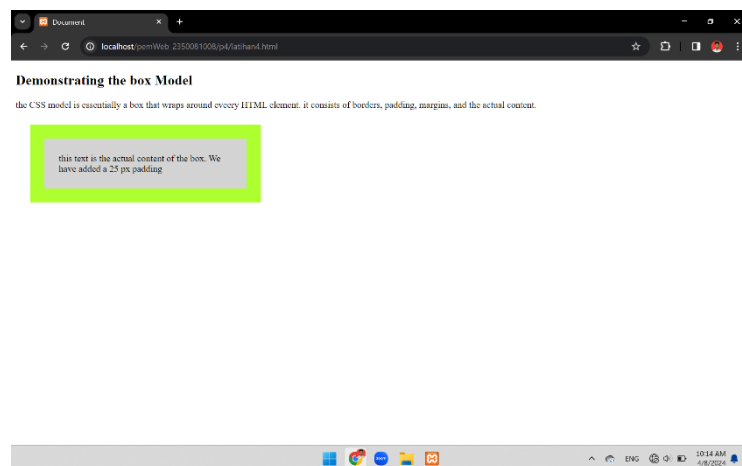 Document
localhost/pemWeb 2350081008/p4/latihan4.html
Demonstrating the box Model
the CSS model is essentially a box that wraps around eveery HTML element. it consists of borders, padding, margins, and the actual content.
this text is the actual content of the box. We
have added a 25 px padding
ENG
10:14 AM
4/8/2024